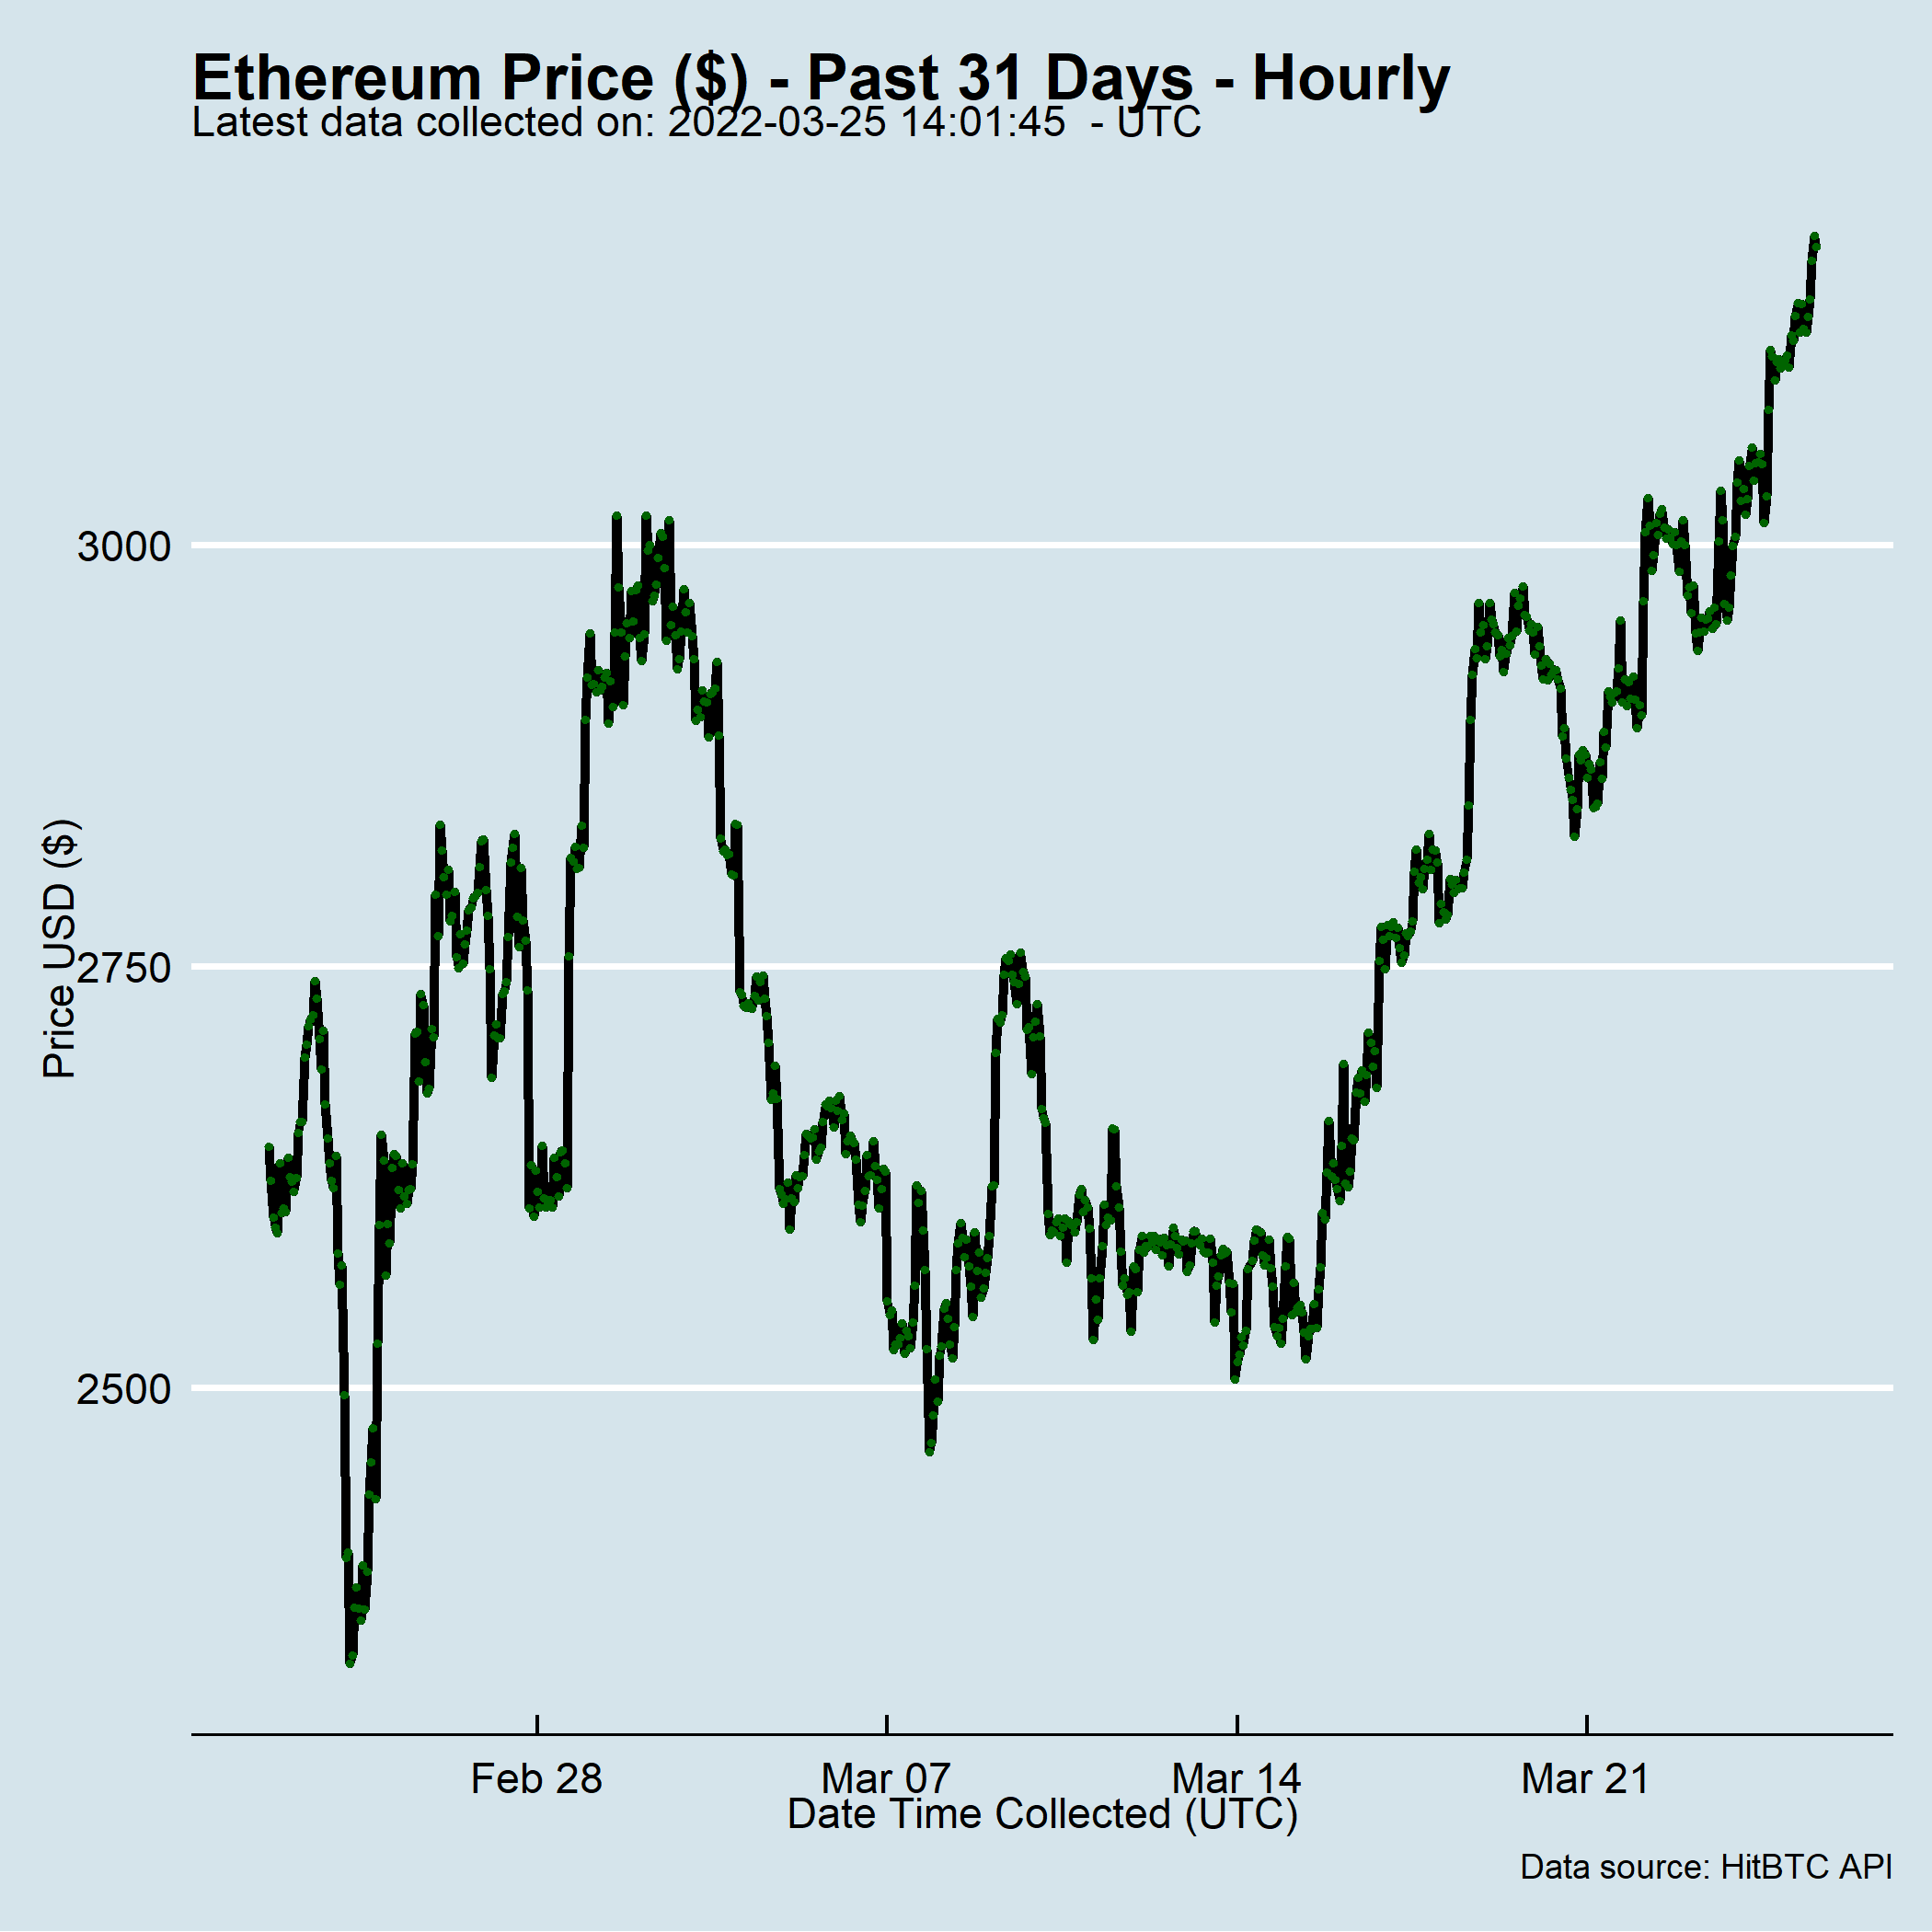 Ethereum Price ($) - Past 31 Days - Hourly
Latest data collected on: 2022-03-25 14:01:45  - UTC
Price USD ($)
3000
2750
2500
Feb 28
Mar 07
Mar 14
Mar 21
Date Time Collected (UTC)
Data source: HitBTC API